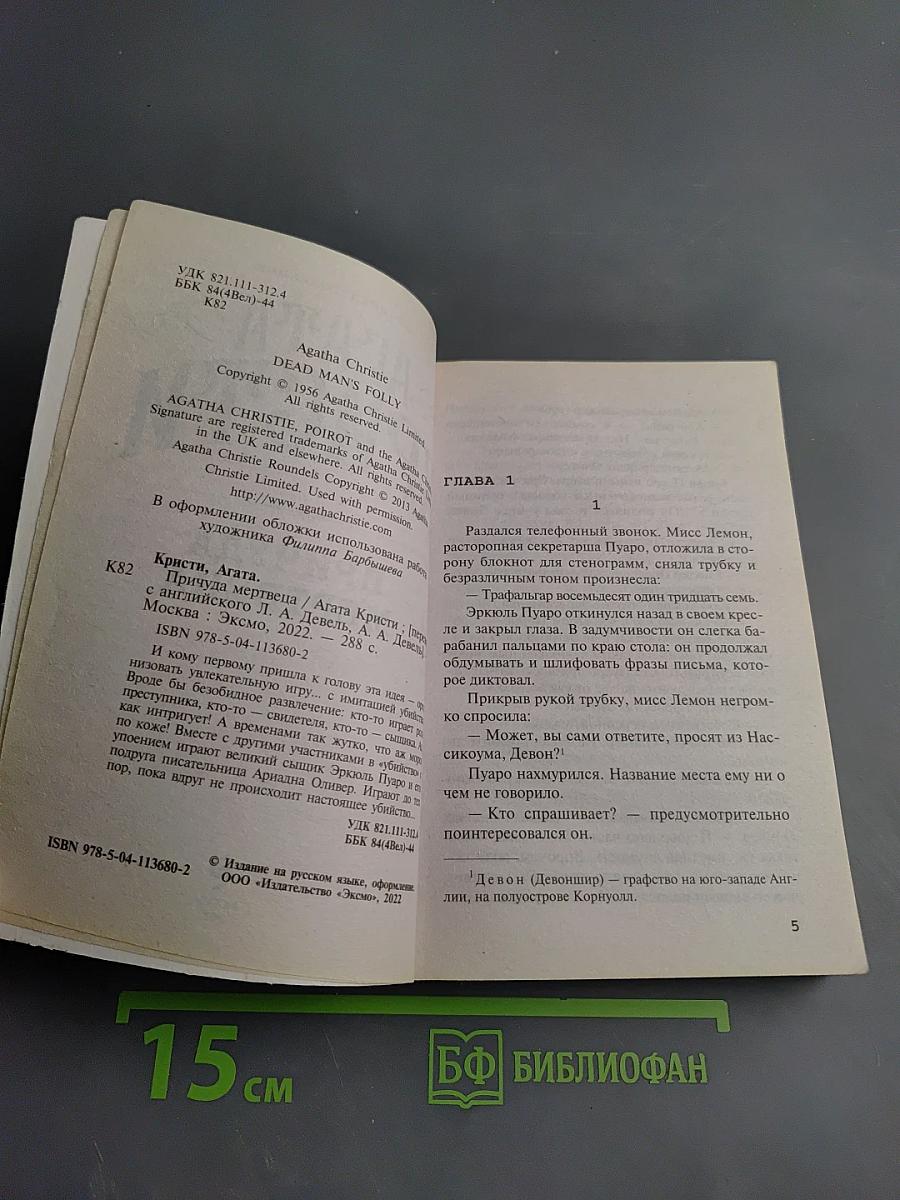 УДК 821.111-312.4
ББК 84(4Вел)-44
К82
Agatha Christie
DEAD MAN'S FOLLY
Copyright © 1956 Agatha Christie Limited.
All rights reserved.
AGATHA CHRISTIE, POIROT and the Agatha
Signature are registered trademarks of Agatha Christie
in the UK and elsewhere. All rights reserved.
Agatha Christie Roundels Copyright © 2013
Christie Limited. Used with permission.
http://www.agathachristie.com
В оформлении обложки использована работа
художника Филиппа Барбышева
Кристи, Агата.
К82 Причуда мертвеца / Агата Кристи : [перев.
с английского Л. А. Девель, А. А. Девель].
Москва : Эксмо, 2022. — 288 с.
ISBN 978-5-04-113680-2
И кому первому пришла к голову эта идея —
низовать увлекательную игру... с имитацией
Вроде бы безобидное развлечение: кто-то играет
преступника, кто-то — свидетеля, кто-то — сыщика.
как интригует! А временами так жутко, что аж
по коже! Вместе с другими участниками в «убийство»
упоением играют великий сыщик Эркюль Пуаро и
подруга писательница Ариадна Оливер. Играют до
пор, пока вдруг не происходит настоящее убийство...
УДК 821.111-312.4
ББК 84(4Вел)-44
© Издание на русском языке, оформление.
ISBN 978-5-04-113680-2 ООО «Издательство «Эксмо», 2022
ГЛАВА 1
1
Раздался телефонный звонок. Мисс Лемон,
расторопная секретарша Пуаро, отложила в сто-
рону блокнот для стенограмм, сняла трубку и
безразличным тоном произнесла:
— Трафальгар восемьдесят один тридцать семь.
Эркюль Пуаро откинулся назад в своем крес-
ле и закрыл глаза. В задумчивости он слегка ба-
рабанил пальцами по краю стола: он продолжал
обдумывать и шлифовать фразы письма, кото-
рое диктовал.
Прикрыв рукой трубку, мисс Лемон негром-
ко спросила:
— Может, вы сами ответите, просят из Нас-
сикоума, Девон?¹
Пуаро нахмурился. Название места ему ни о
чем не говорило.
— Кто спрашивает? — предусмотрительно
поинтересовался он.
¹ Девон (Девоншир) — графство на юго-западе Анг-
лии, на полуострове Корнуолл.
5
15 см
БФ БИБЛИОФАН